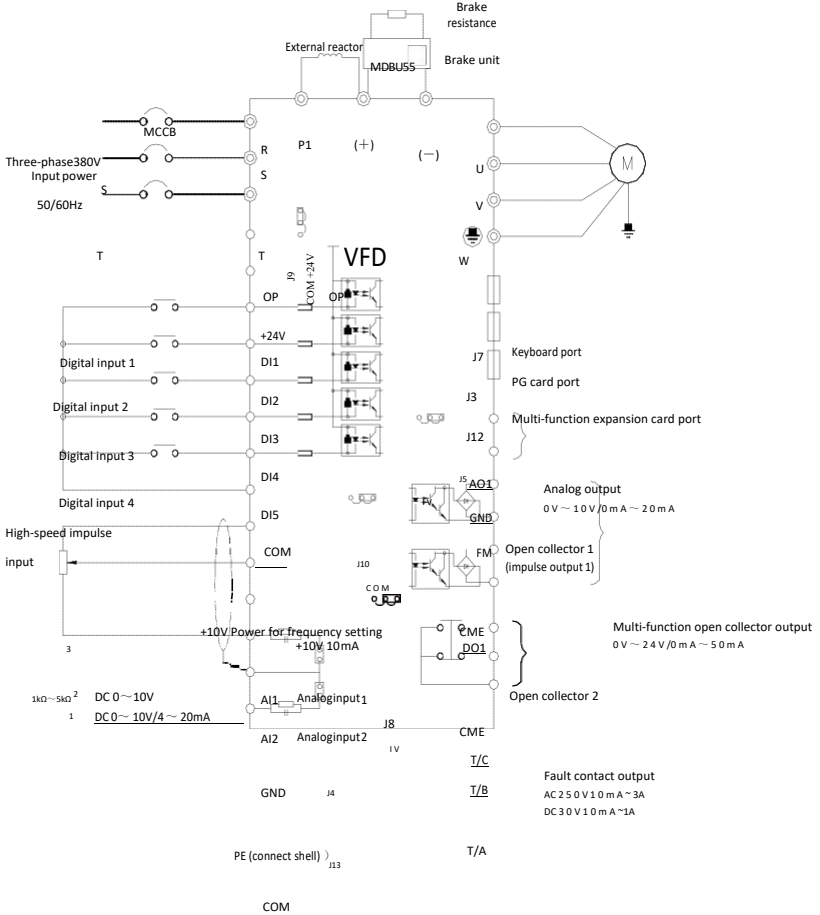 Brake
resistance
External reactor
MDBU55
Brake unit
MCCB
R
P1
(+)
(—)
Three-phase380V
Input power
S
S
50/60Hz
U
M
V
T
T
VFD
W
J9
COM +24V
OP
OP
+24V
Digital input 1
DI1
J7
Keyboard port
PG card port
Digital input 2
DI2
J3
Multi-function expansion card port
Digital input 3
DI3
J12
Digital input 4
DI4
J5
AO1
Analog output
0V～10V/0mA～20mA
DI5
GND
High-speed impulse
input
COM
FM
Open collector 1
(impulse output 1)
J10
COM
+10V Power for frequency setting
+10V 10mA
CME
DO1
Multi-function open collector output
0V～24V/0mA～50mA
3
1kΩ～5kΩ 2
DC 0～10V
AI1
Analoginput1
Open collector 2
1
DC 0～10V/4～20mA
J8
AI2
Analoginput2
I V
CME
T/C
GND
J4
T/B
Fault contact output
AC250V10mA~3A
DC30V10mA~1A
PE (connect shell)）
J13
T/A
COM